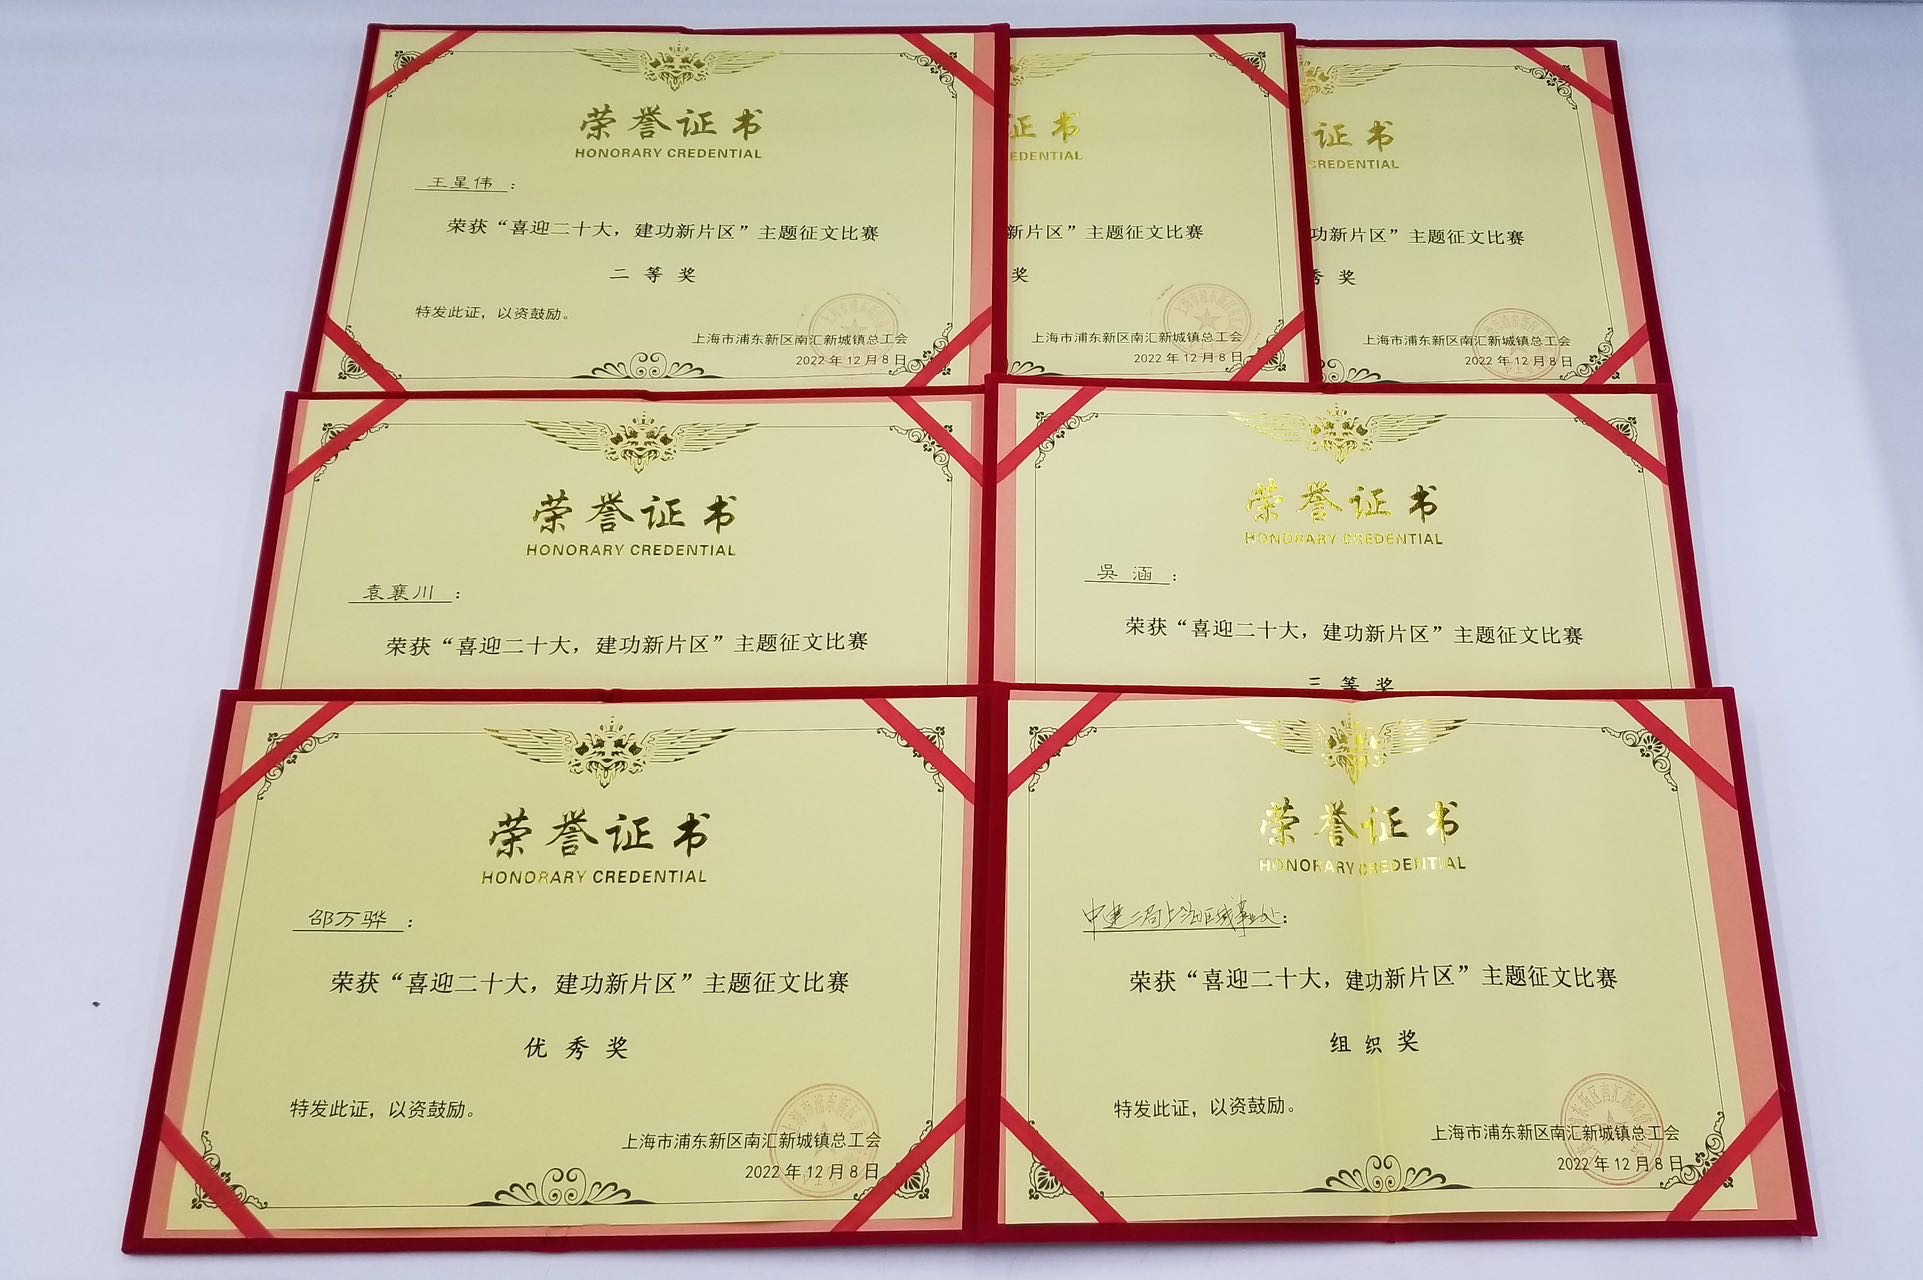 荣誉证书
HONORARY CREDENTIAL
王星伟：
荣获“喜迎二十大，建功新片区”主题征文比赛
二等奖
特发此证，以资鼓励。
上海市浦东新区南汇新城镇总工会
2022年12月8日
证书
EDENTIAL
新片区”主题征文比赛
奖
上海市浦东新区南汇新城镇总工会
2022年12月8日
证书
CREDENTIAL
功新片区”主题征文比赛
秀奖
上海市浦东新区南汇新城镇总工会
2022年12月8日
荣誉证书
HONORARY CREDENTIAL
袁襄川：
荣获“喜迎二十大，建功新片区”主题征文比赛
荣誉证书
HONORARY CREDENTIAL
吳涵：
荣获“喜迎二十大，建功新片区”主题征文比赛
三等奖
荣誉证书
HONORARY CREDENTIAL
邵万骅：
荣获“喜迎二十大，建功新片区”主题征文比赛
优秀奖
特发此证，以资鼓励。
上海市浦东新区南汇新城镇总工会
2022年12月8日
荣誉证书
HONORARY CREDENTIAL
中建二局上海区域事业处：
荣获“喜迎二十大，建功新片区”主题征文比赛
组织奖
特发此证，以资鼓励。
上海市浦东新区南汇新城镇总工会
2022年12月8日